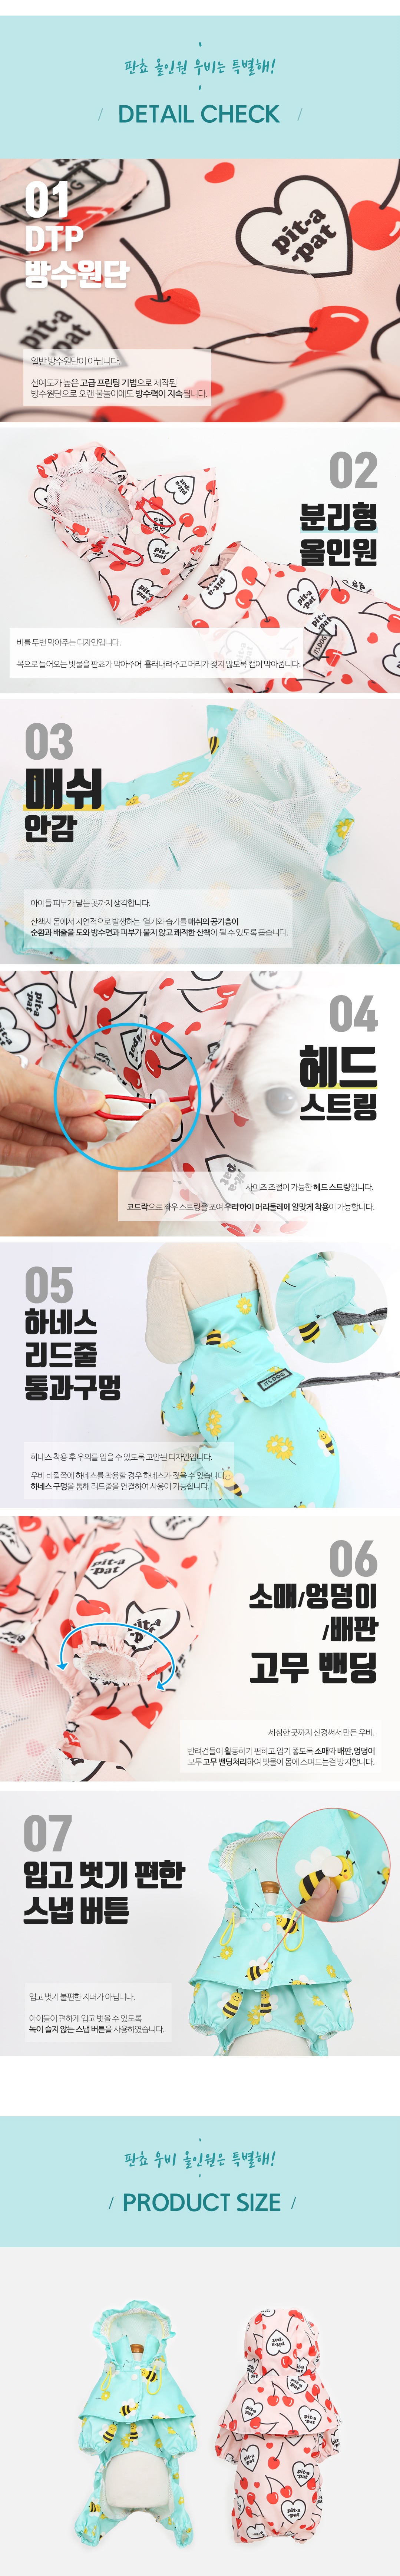 판쵸 올인원 우비는 특별해!
/ DETAIL CHECK /
01
DTP
방수원단
pit-a
-pat
일반 방수원단이 아닙니다.
선예도가 높은 고급 프린팅 기법으로 제작된
방수원단으로 오랜 물놀이에도 방수력이 지속됩니다.
02
분리형
올인원
it's DOG
비를 두번 막아주는 디자인입니다.
목으로 들어오는 빗물을 판쵸가 막아주어 흘러내려주고 머리가 젖지 않도록 캡이 막아줍니다.
03
매쉬
안감
아이들 피부가 닿는 곳까지 생각합니다.
산책시 몸에서 자연적으로 발생하는 열기와 습기를 매쉬의 공기층이
순환과 배출을 도와 방수면과 피부가 붙지 않고 쾌적한 산책이 될 수 있도록 돕습니다.
04
헤드
스트링
사이즈 조절이 가능한 헤드 스트링입니다.
코드락으로 좌우 스트링을 조여 우리 아이 머리둘레에 알맞게 착용이 가능합니다.
05
하네스
리드줄
통과구멍
it's DOG
하네스 착용 후 우의를 입을 수 있도록 고안된 디자인입니다.
우비 바깥쪽에 하네스를 착용할 경우 하네스가 젖을 수 있습니다.
하네스 구멍을 통해 리드줄을 연결하여 사용이 가능합니다.
06
소매/엉덩이
/배판
고무 밴딩
pit-a
-pat
세심한 곳까지 신경써서 만든 우비.
반려견들이 활동하기 편하고 입기 좋도록 소매와 배판,엉덩이
모두 고무 밴딩처리하여 빗물이 몸에 스며드는걸 방지합니다.
07
입고 벗기 편한
스냅 버튼
입고 벗기 불편한 지퍼가 아닙니다.
아이들이 편하게 입고 벗을 수 있도록
녹이 슬지 않는 스냅 버튼을 사용하였습니다.
판쵸 우비 올인원은 특별해!
/ PRODUCT SIZE /
pit-a
-pat